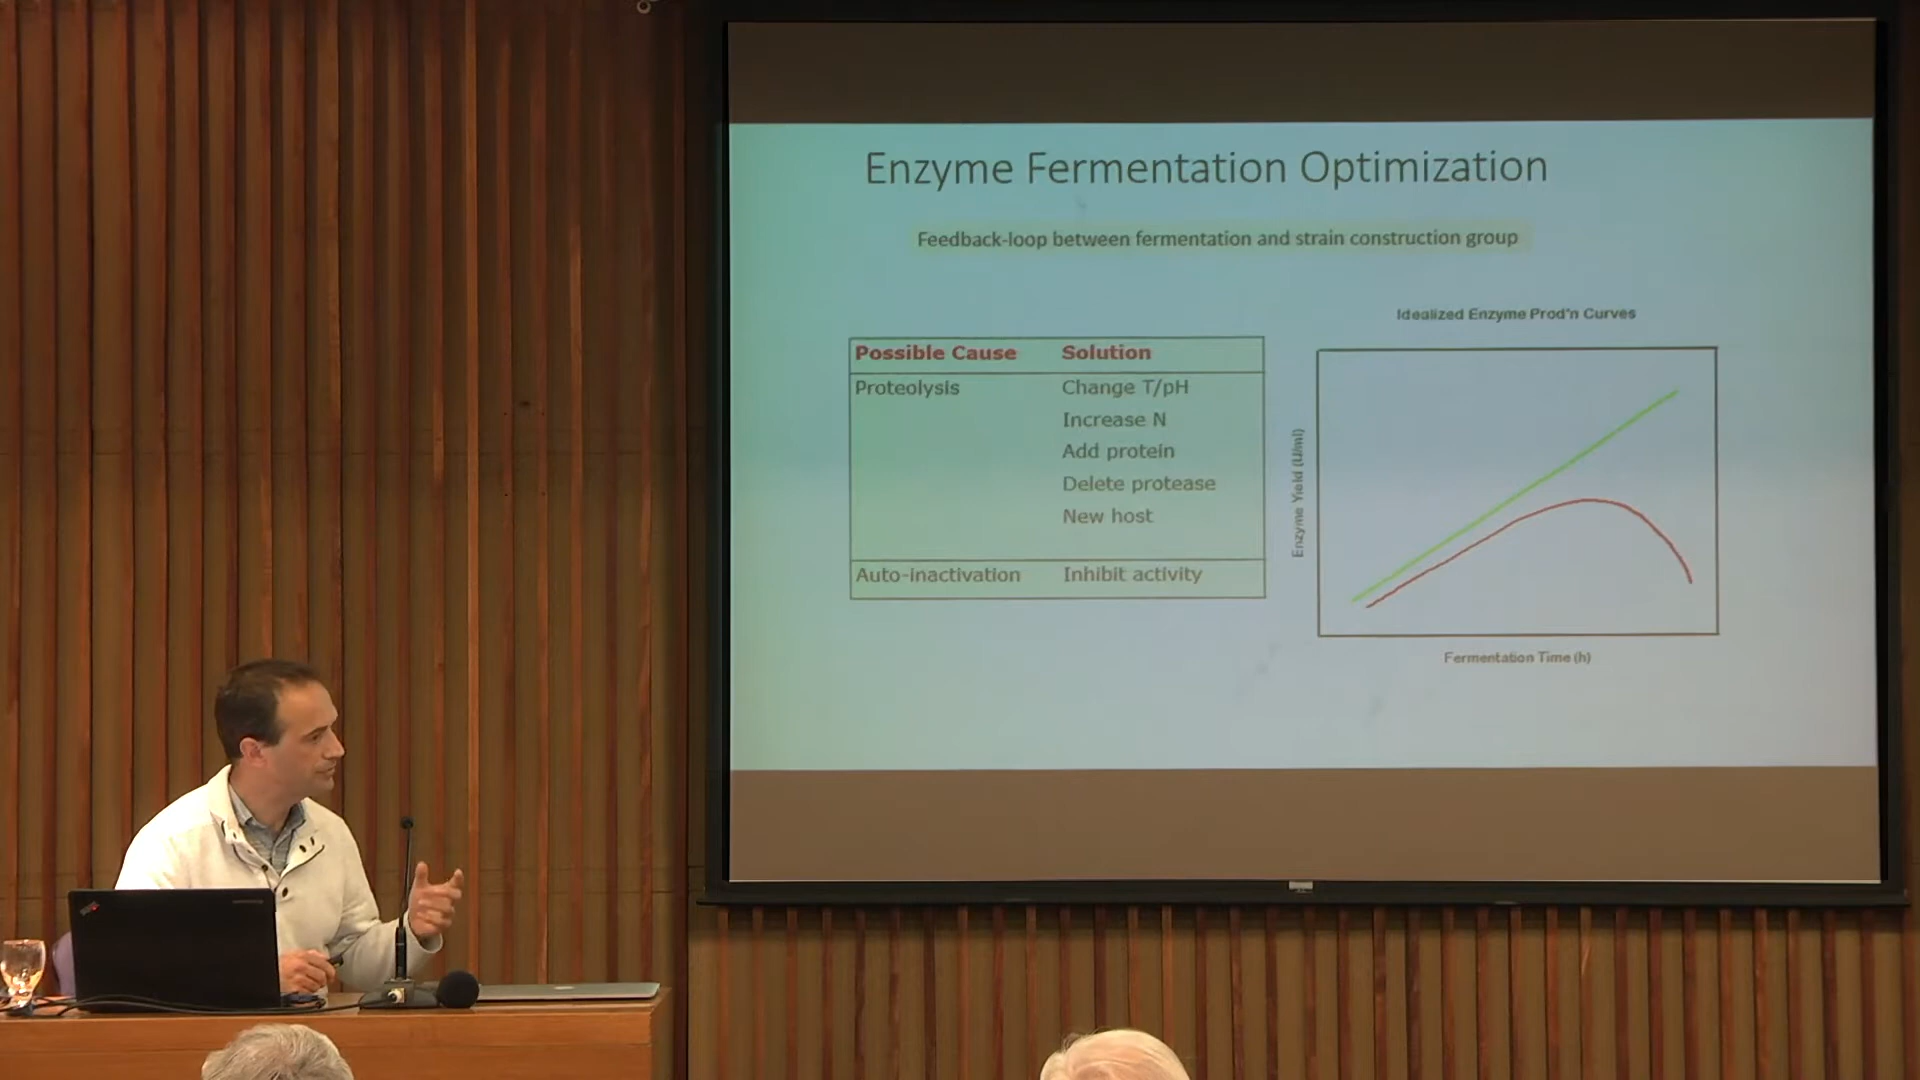 Enzyme Fermentation Optimization
Feedback-loop between fermentation and strain construction group
Possible Cause Solution
Proteolysis Change T/pH
Increase N
Add protein
Delete protease
New host
Auto-inactivation Inhibit activity
Idealized Enzyme Prod'n Curves
Enzyme Yield (U/ml)
Fermentation Time (h)